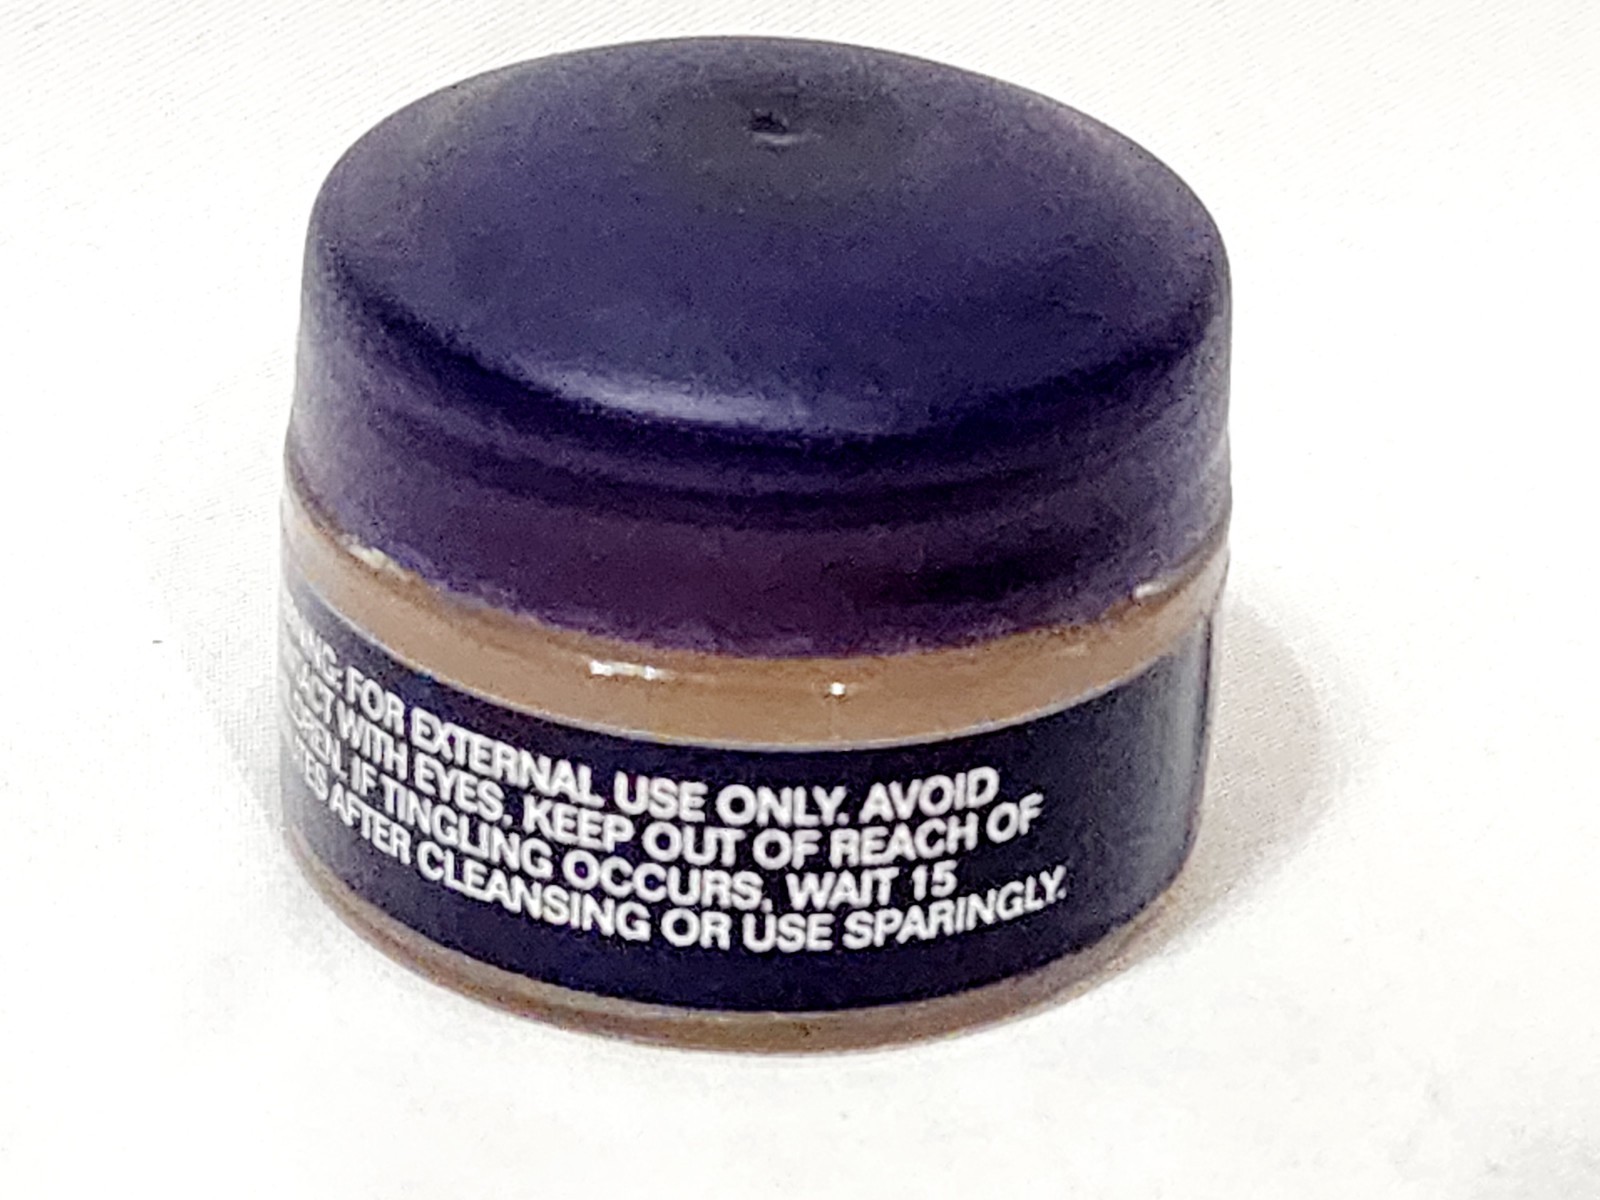 FOR EXTERNAL USE ONLY. AVOID
WITH EYES. KEEP OUT OF REACH OF
IF TINGLING OCCURS, WAIT 15
AFTER CLEANSING OR USE SPARINGLY.